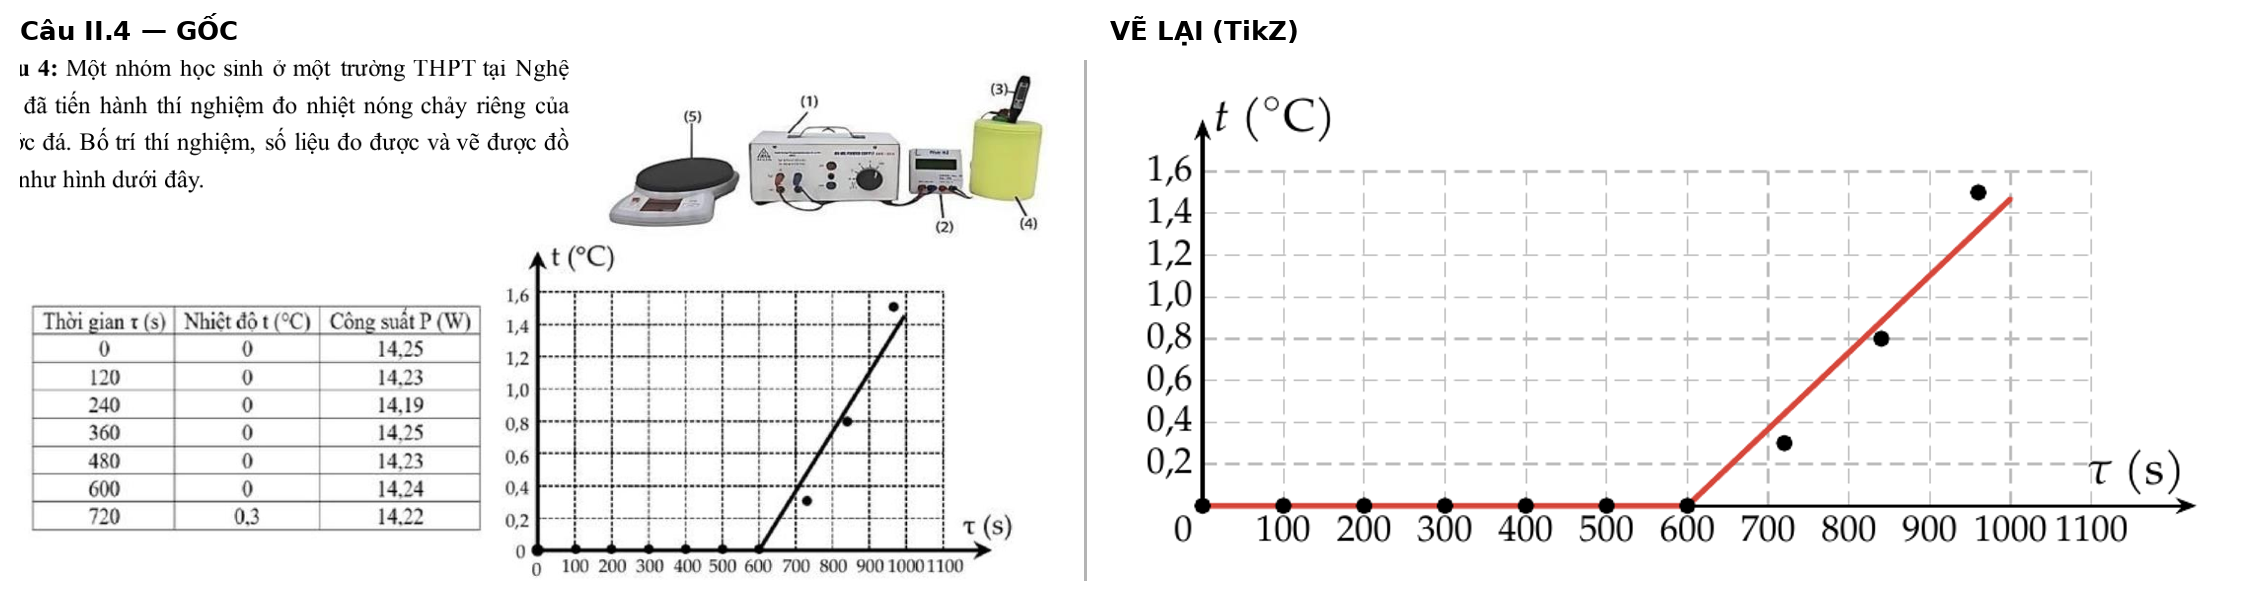 Câu II.4 — GỐC
VẼ LẠI (TikZ)
u 4: Một nhóm học sinh ở một trường THPT tại Nghệ
đã tiến hành thí nghiệm đo nhiệt nóng chảy riêng của
đá. Bố trí thí nghiệm, số liệu đo được và vẽ được đồ
như hình dưới đây.
(5)
(1)
(3)
(2)
(4)
Thời gian τ (s) Nhiệt độ t (°C) Công suất P (W)
0 0 14,25
120 0 14,23
240 0 14,19
360 0 14,25
480 0 14,23
600 0 14,24
720 0,3 14,22
t (°C)
1,6
1,4
1,2
1,0
0,8
0,6
0,4
0,2
0
τ (s)
0 100 200 300 400 500 600 700 800 900 1000 1100
t (°C)
1,6
1,4
1,2
1,0
0,8
0,6
0,4
0,2
τ (s)
0 100 200 300 400 500 600 700 800 900 1000 1100